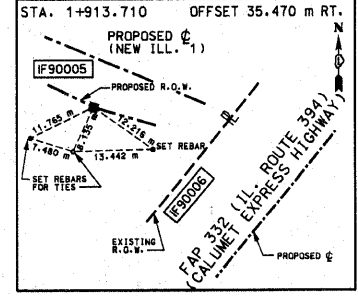 STA. 1+913.710 OFFSET 35.470 m RT.
PROPOSED ℄
(NEW ILL. 1)
N
IF90005
PROPOSED R.O.W.
11.765 m
8.135 m
12.216 m
7.480 m
13.442 m
SET REBAR
SET REBARS
FOR TIES
IF90006
EXISTING
R.O.W.
FAP 332 (IL. ROUTE 394)
(CALUMET EXPRESS HIGHWAY)
PROPOSED ℄